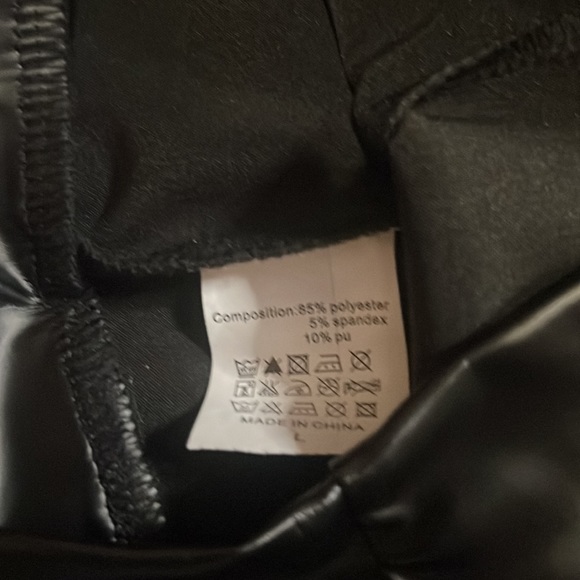 Composition:85% polyester
5% spandex
10% pu
MADE IN CHINA
L